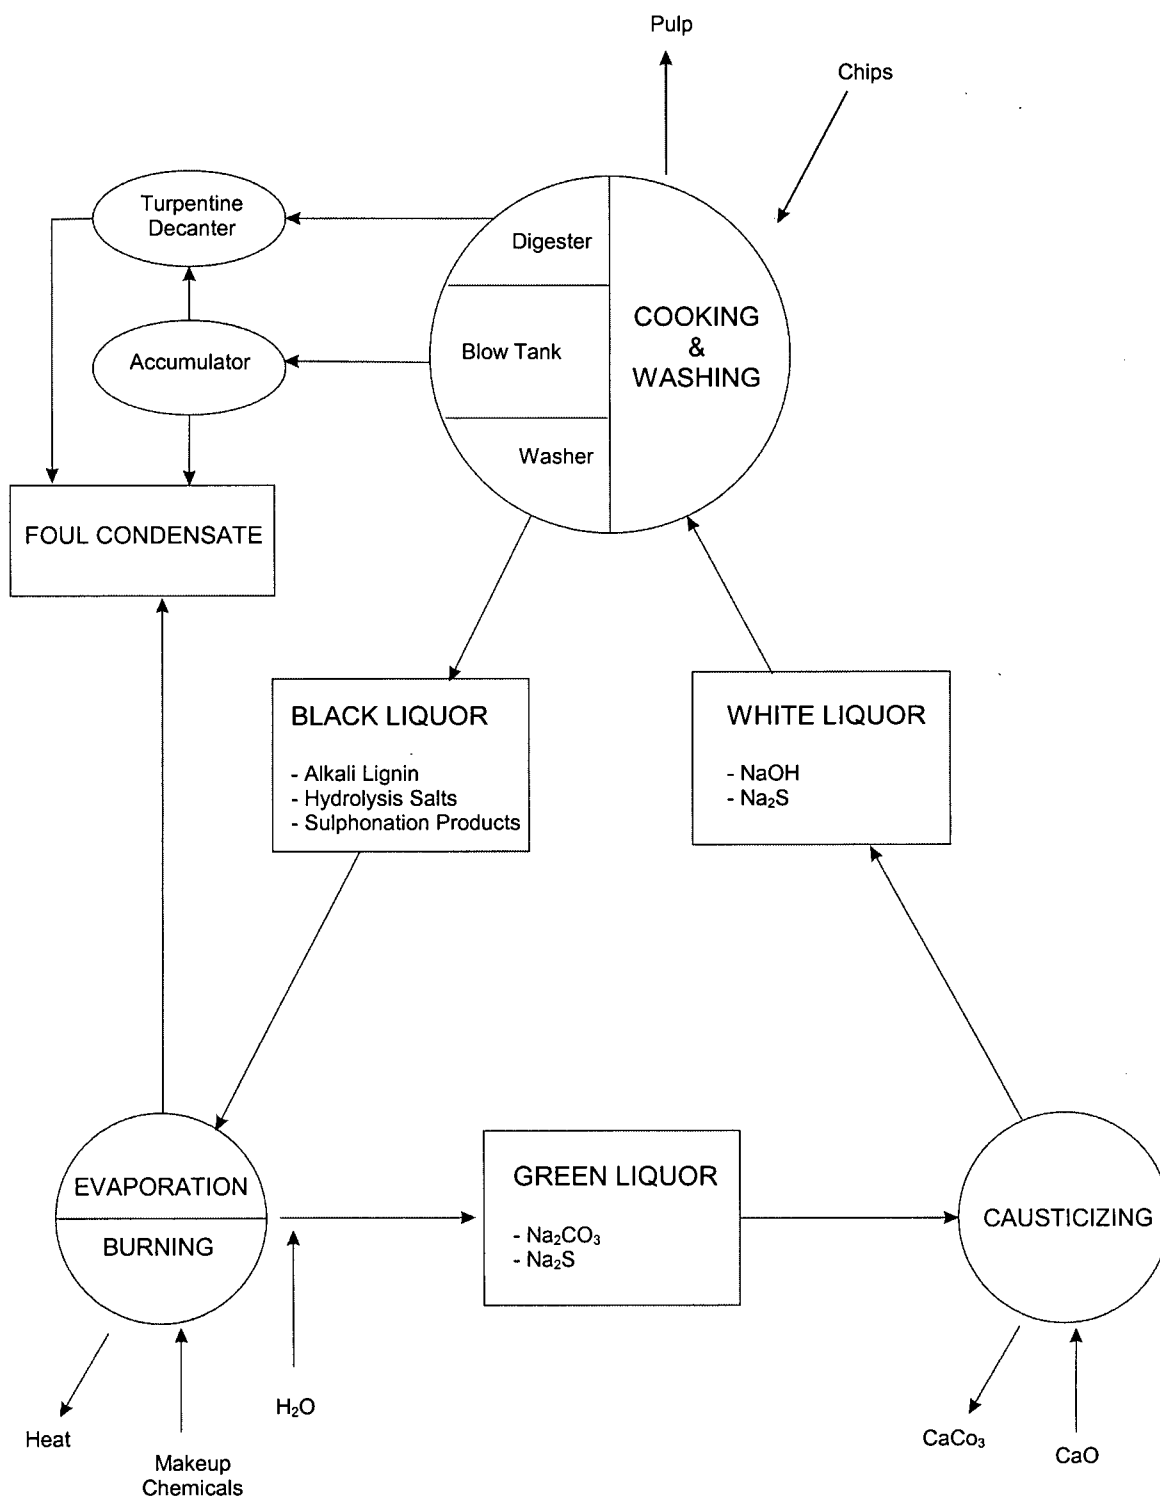 Pulp
Chips
Turpentine
Decanter
Digester
COOKING
&
WASHING
Accumulator
Blow Tank
Washer
FOUL CONDENSATE
BLACK LIQUOR
- Alkali Lignin
- Hydrolysis Salts
- Sulphonation Products
WHITE LIQUOR
- NaOH
- Na₂S
EVAPORATION
BURNING
GREEN LIQUOR
- Na₂CO₃
- Na₂S
CAUSTICIZING
H₂O
Heat
Makeup
Chemicals
CaCo₃
CaO